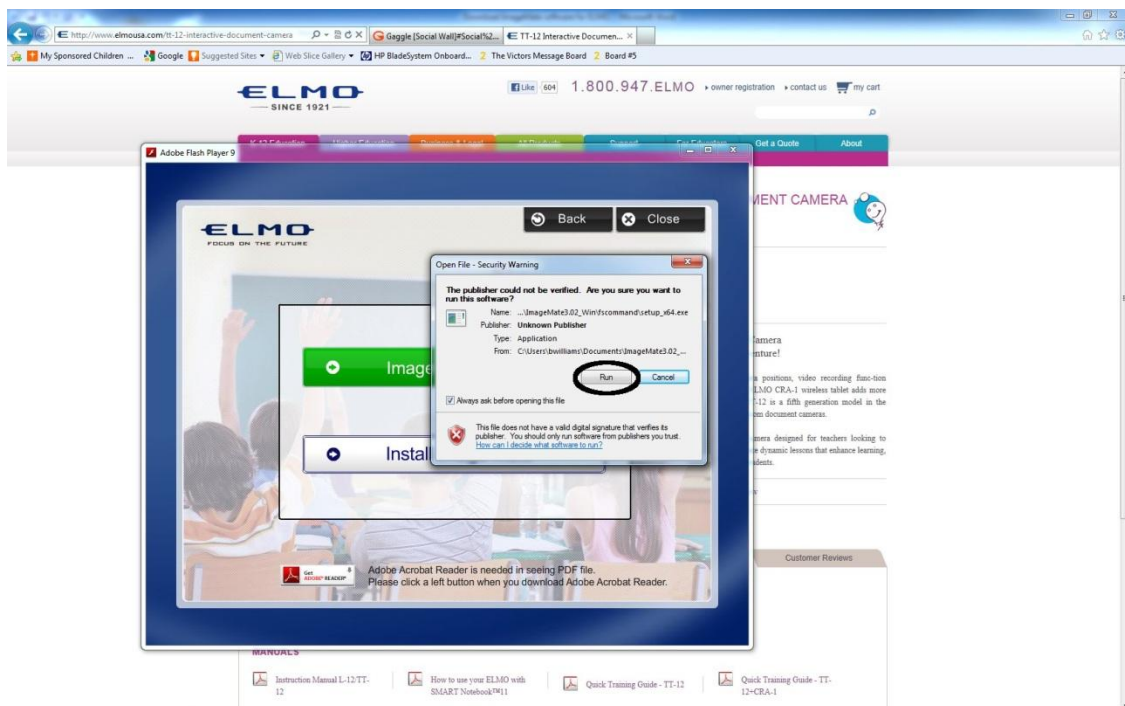 http://www.elmousa.com/tt-12-interactive-document-camera
Gaggle [Social Wall]#Social%2...
TT-12 Interactive Documen...
My Sponsored Children ...
Google
Suggested Sites
Web Slice Gallery
HP BladeSystem Onboard...
The Victors Message Board
Board #5
ELMO
SINCE 1921
Like 604
1.800.947.ELMO
owner registration
contact us
my cart
Get a Quote
About
Adobe Flash Player 9
MENT CAMERA
ELMO
FOCUS ON THE FUTURE
Back
Close
Open File - Security Warning
The publisher could not be verified. Are you sure you want to
run this software?
Name: ...\ImageMate3.02_Win\fscommand\setup_x64.exe
Publisher: Unknown Publisher
Type: Application
From: C:\Users\bwilliams\Documents\ImageMate3.02_...
Run
Cancel
Always ask before opening this file
This file does not have a valid digital signature that verifies its
publisher. You should only run software from publishers you trust.
How can I decide what software to run?
Image
Install
Camera
enture!
positions, video recording func-tion
ELMO CRA-1 wireless tablet adds more
-12 is a fifth generation model in the
document cameras.
designed for teachers looking to
dynamic lessons that enhance learning,
Customer Reviews
Get
ADOBE® READER®
Adobe Acrobat Reader is needed in seeing PDF file.
Please click a left button when you download Adobe Acrobat Reader.
MANUALS
Instruction Manual L-12/TT-
12
How to use your ELMO with
SMART Notebook™11
Quick Training Guide - TT-12
Quick Training Guide - TT-
12+CRA-1